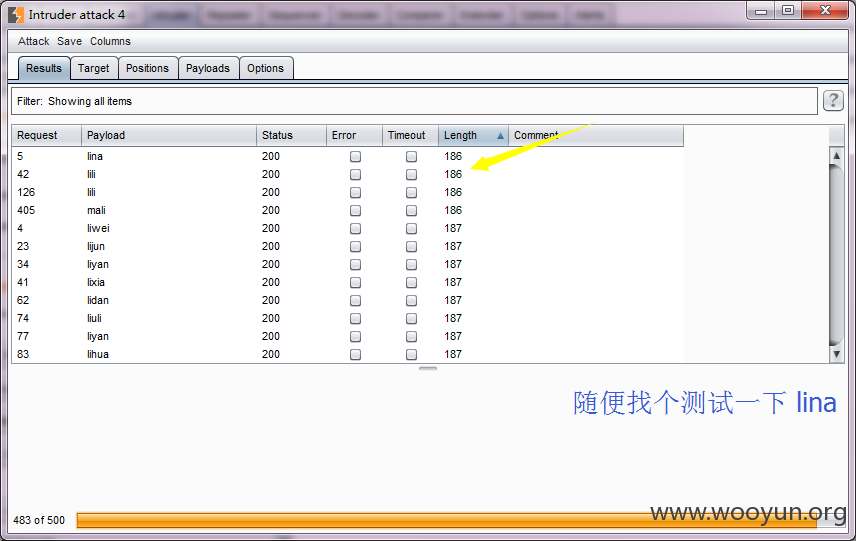 Intruder attack 4
Attack Save Columns
Results Target Positions Payloads Options
Filter: Showing all items ?
Request Payload Status Error Timeout Length Comment
5 lina 200 186
42 lili 200 186
126 lili 200 186
405 mali 200 186
4 liwei 200 187
23 lijun 200 187
34 liyan 200 187
41 lixia 200 187
62 lidan 200 187
74 liuli 200 187
77 liyan 200 187
83 lihua 200 187
随便找个测试一下 lina
www.wooyun.org
483 of 500